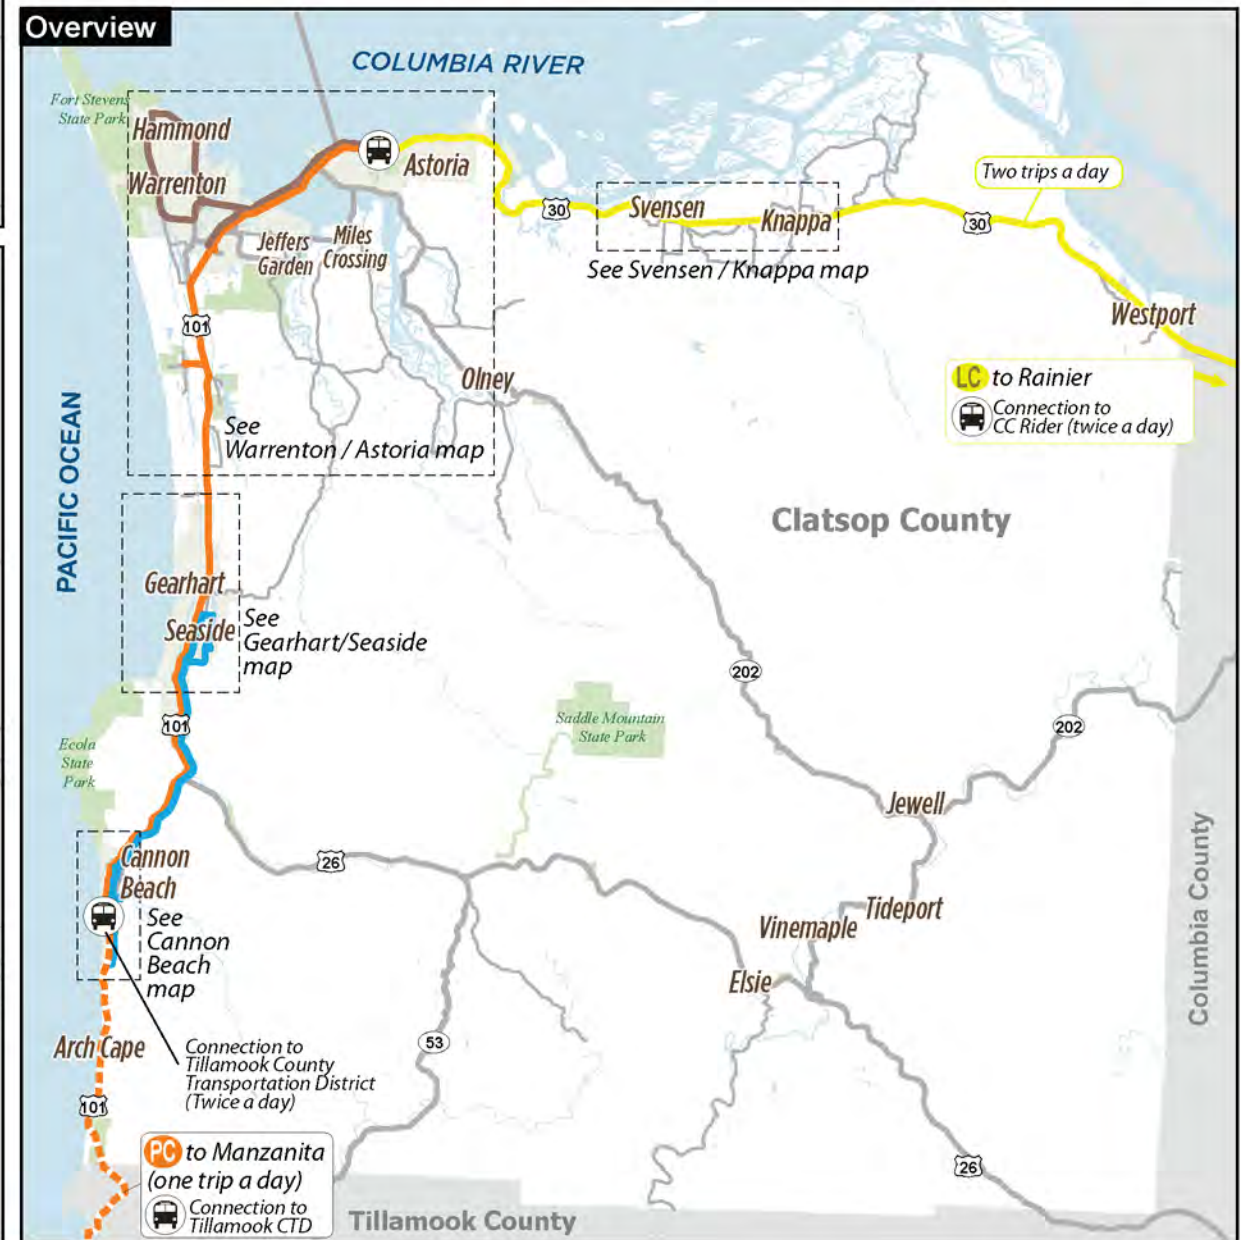 Overview
COLUMBIA RIVER
Fort Stevens
State Park
Hammond
Warrenton
Astoria
Two trips a day
30
Svensen
Knappa
30
Jeffers
Garden
Miles
Crossing
See Svensen / Knappa map
Westport
101
Olney
LC to Rainier
Connection to
CC Rider (twice a day)
See
Warrenton / Astoria map
PACIFIC OCEAN
Clatsop County
Gearhart
Seaside
See
Gearhart/Seaside
map
202
101
Saddle Mountain
State Park
202
Ecola
State
Park
Jewell
Cannon
Beach
26
See
Cannon
Beach
map
Tideport
Vinemaple
Columbia County
Elsie
Arch Cape
Connection to
Tillamook County
Transportation District
(Twice a day)
53
101
PC to Manzanita
(one trip a day)
Connection to
Tillamook CTD
26
Tillamook County